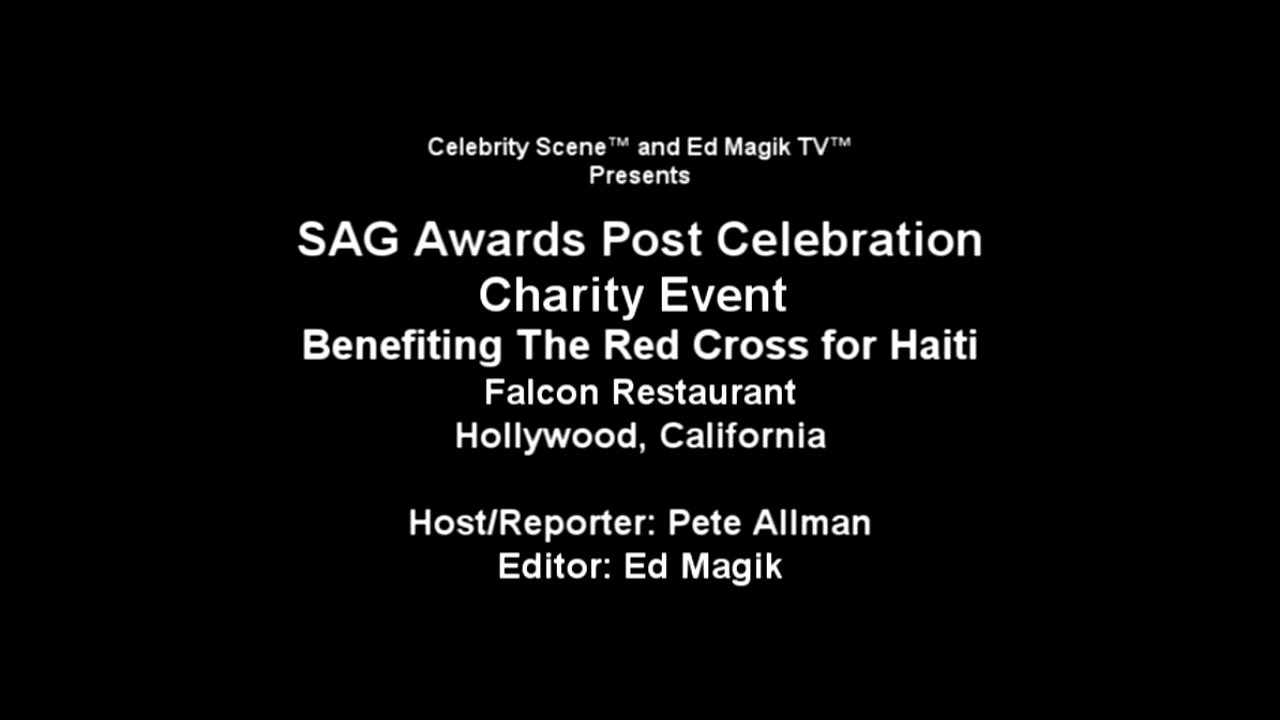 Celebrity Scene™ and Ed Magik TV™
Presents
SAG Awards Post Celebration
Charity Event
Benefiting The Red Cross for Haiti
Falcon Restaurant
Hollywood, California
Host/Reporter: Pete Allman
Editor: Ed Magik